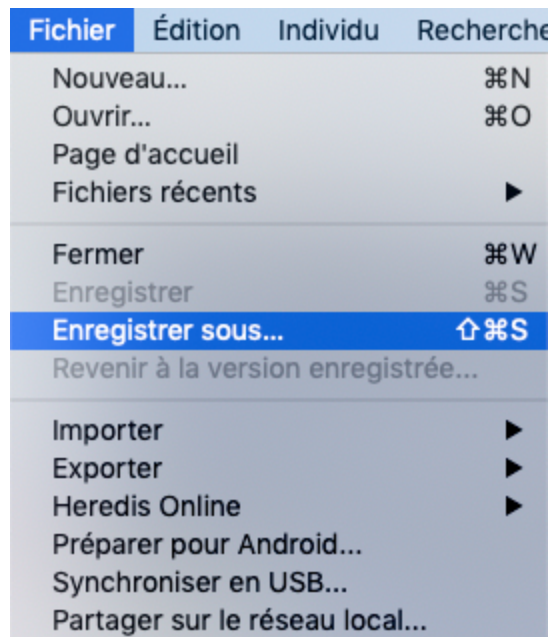 Fichier Édition Individu Recherche
Nouveau... ⌘N
Ouvrir... ⌘O
Page d'accueil
Fichiers récents ▶
Fermer ⌘W
Enregistrer ⌘S
Enregistrer sous... ⇧⌘S
Revenir à la version enregistrée...
Importer ▶
Exporter ▶
Heredis Online ▶
Préparer pour Android...
Synchroniser en USB...
Partager sur le réseau local...